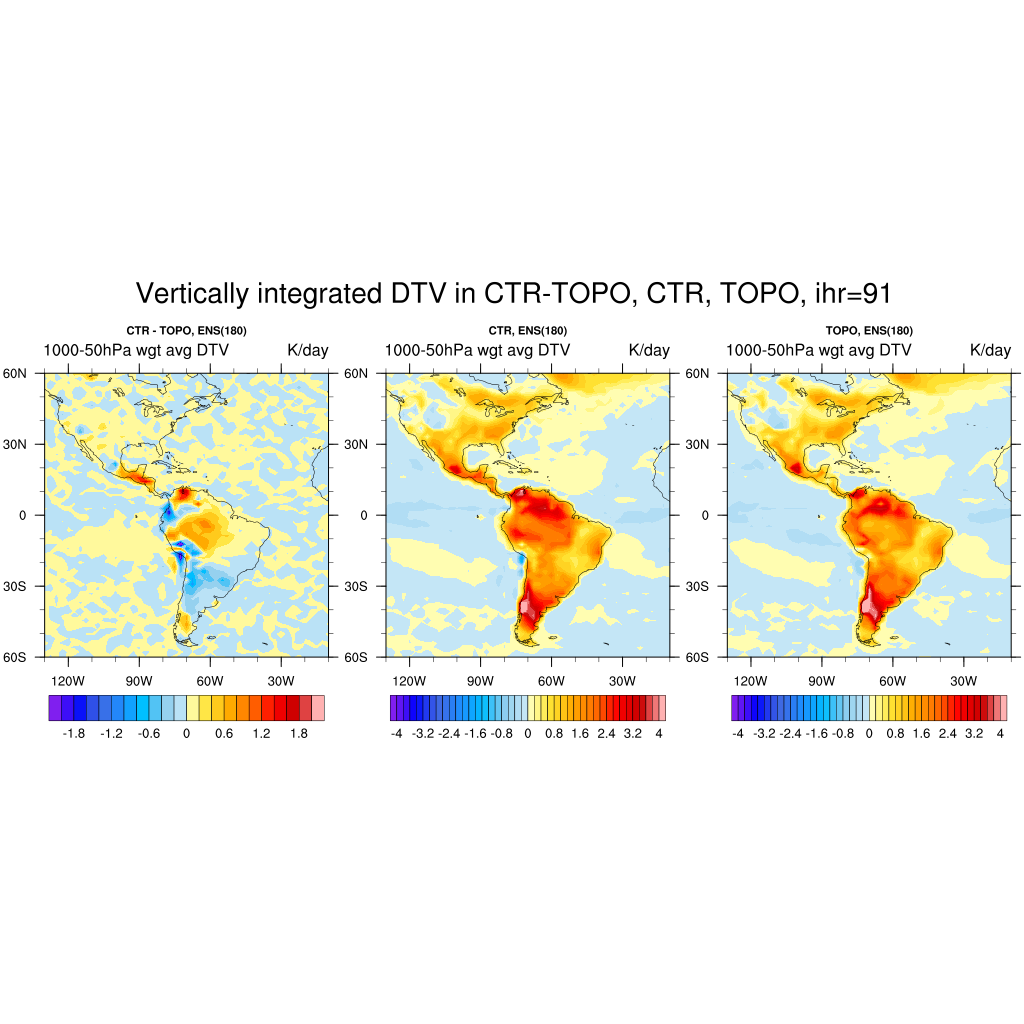 Vertically integrated DTV in CTR-TOPO, CTR, TOPO, ihr=91
CTR - TOPO, ENS(180)
1000-50hPa wgt avg DTV K/day
60N
30N
0
30S
60S
120W 90W 60W 30W
-1.8 -1.2 -0.6 0 0.6 1.2 1.8
CTR, ENS(180)
1000-50hPa wgt avg DTV K/day
60N
30N
0
30S
60S
120W 90W 60W 30W
-4 -3.2 -2.4 -1.6 -0.8 0 0.8 1.6 2.4 3.2 4
TOPO, ENS(180)
1000-50hPa wgt avg DTV K/day
60N
30N
0
30S
60S
120W 90W 60W 30W
-4 -3.2 -2.4 -1.6 -0.8 0 0.8 1.6 2.4 3.2 4